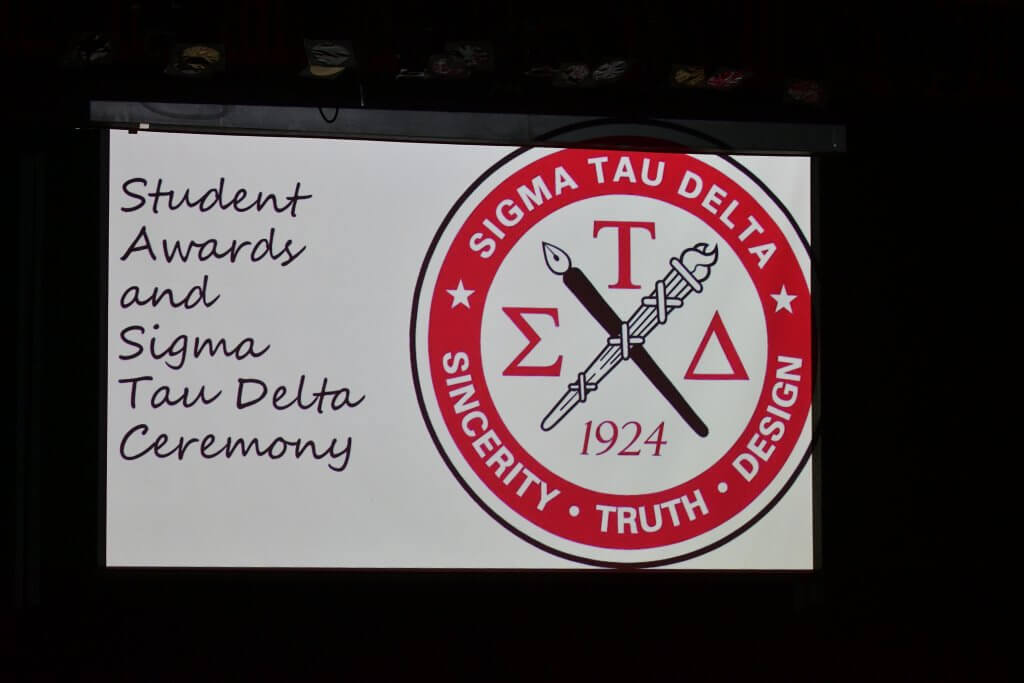 Student
Awards
and
Sigma
Tau Delta
Ceremony
SIGMA TAU DELTA
Τ
Σ
Δ
1924
SINCERITY • TRUTH • DESIGN